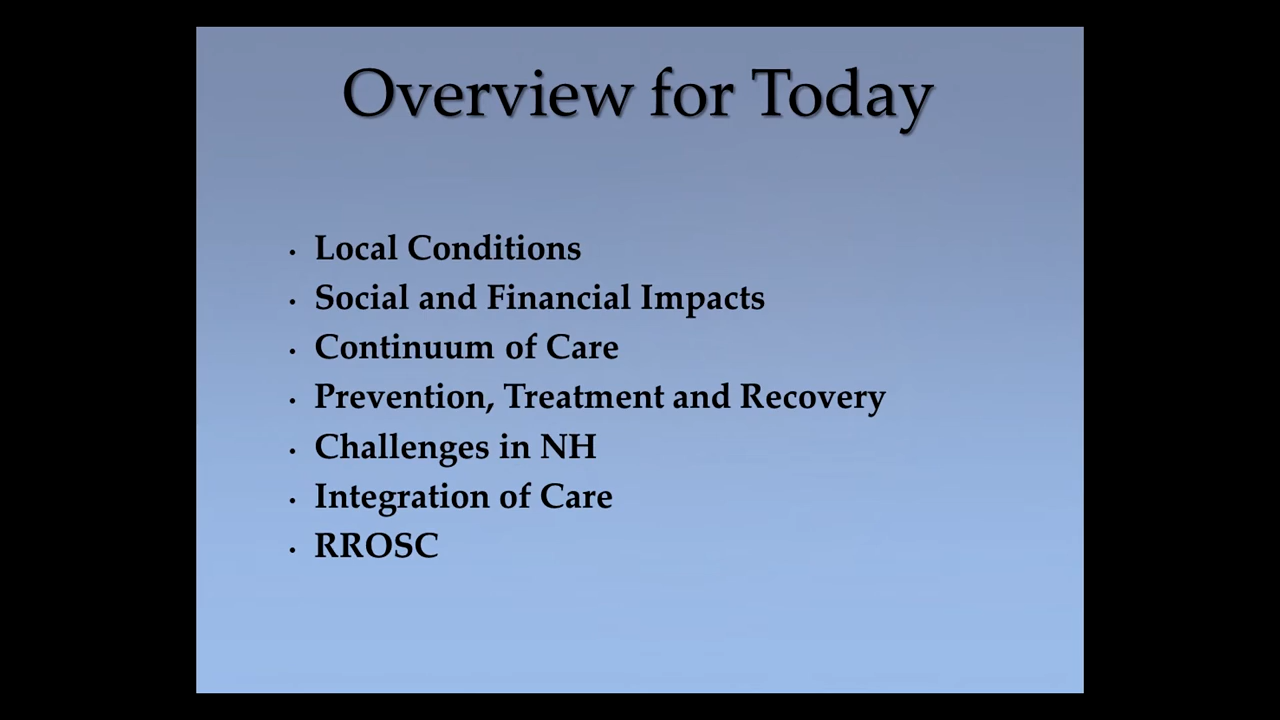 Overview for Today
• Local Conditions
• Social and Financial Impacts
• Continuum of Care
• Prevention, Treatment and Recovery
• Challenges in NH
• Integration of Care
• RROSC